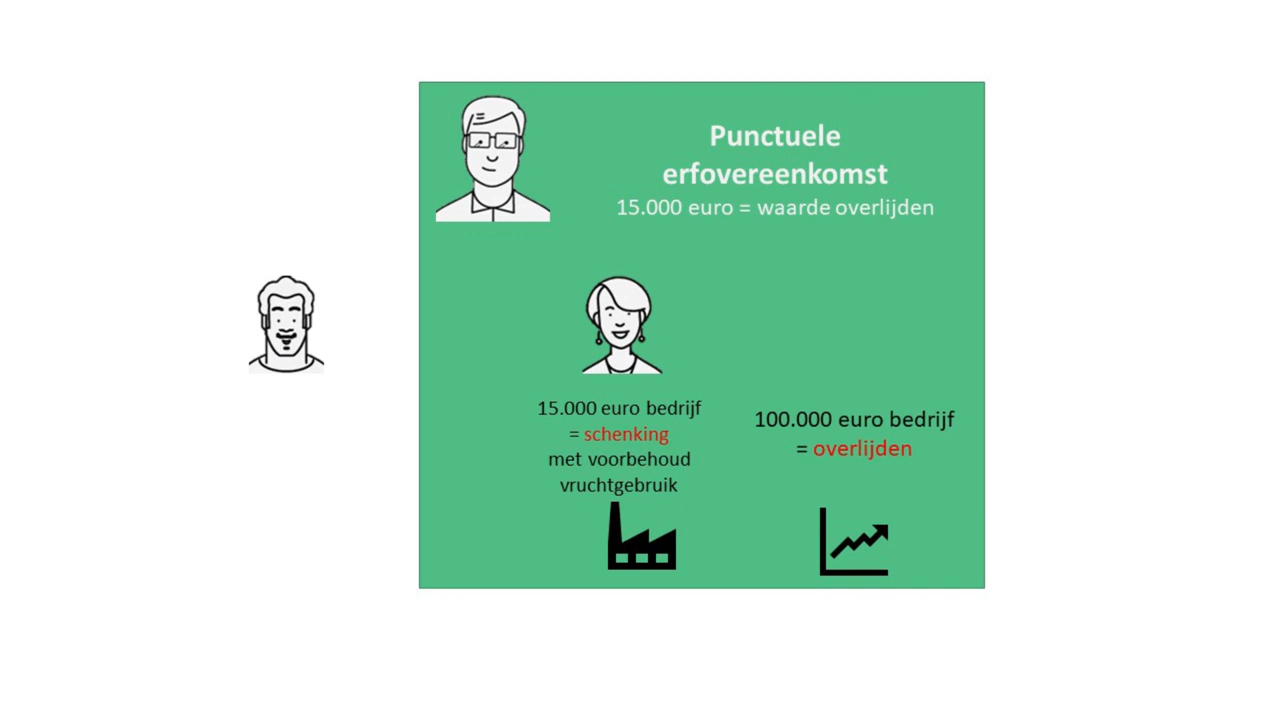 Punctuele
erfovereenkomst
15.000 euro = waarde overlijden
15.000 euro bedrijf
= schenking
met voorbehoud
vruchtgebruik
100.000 euro bedrijf
= overlijden